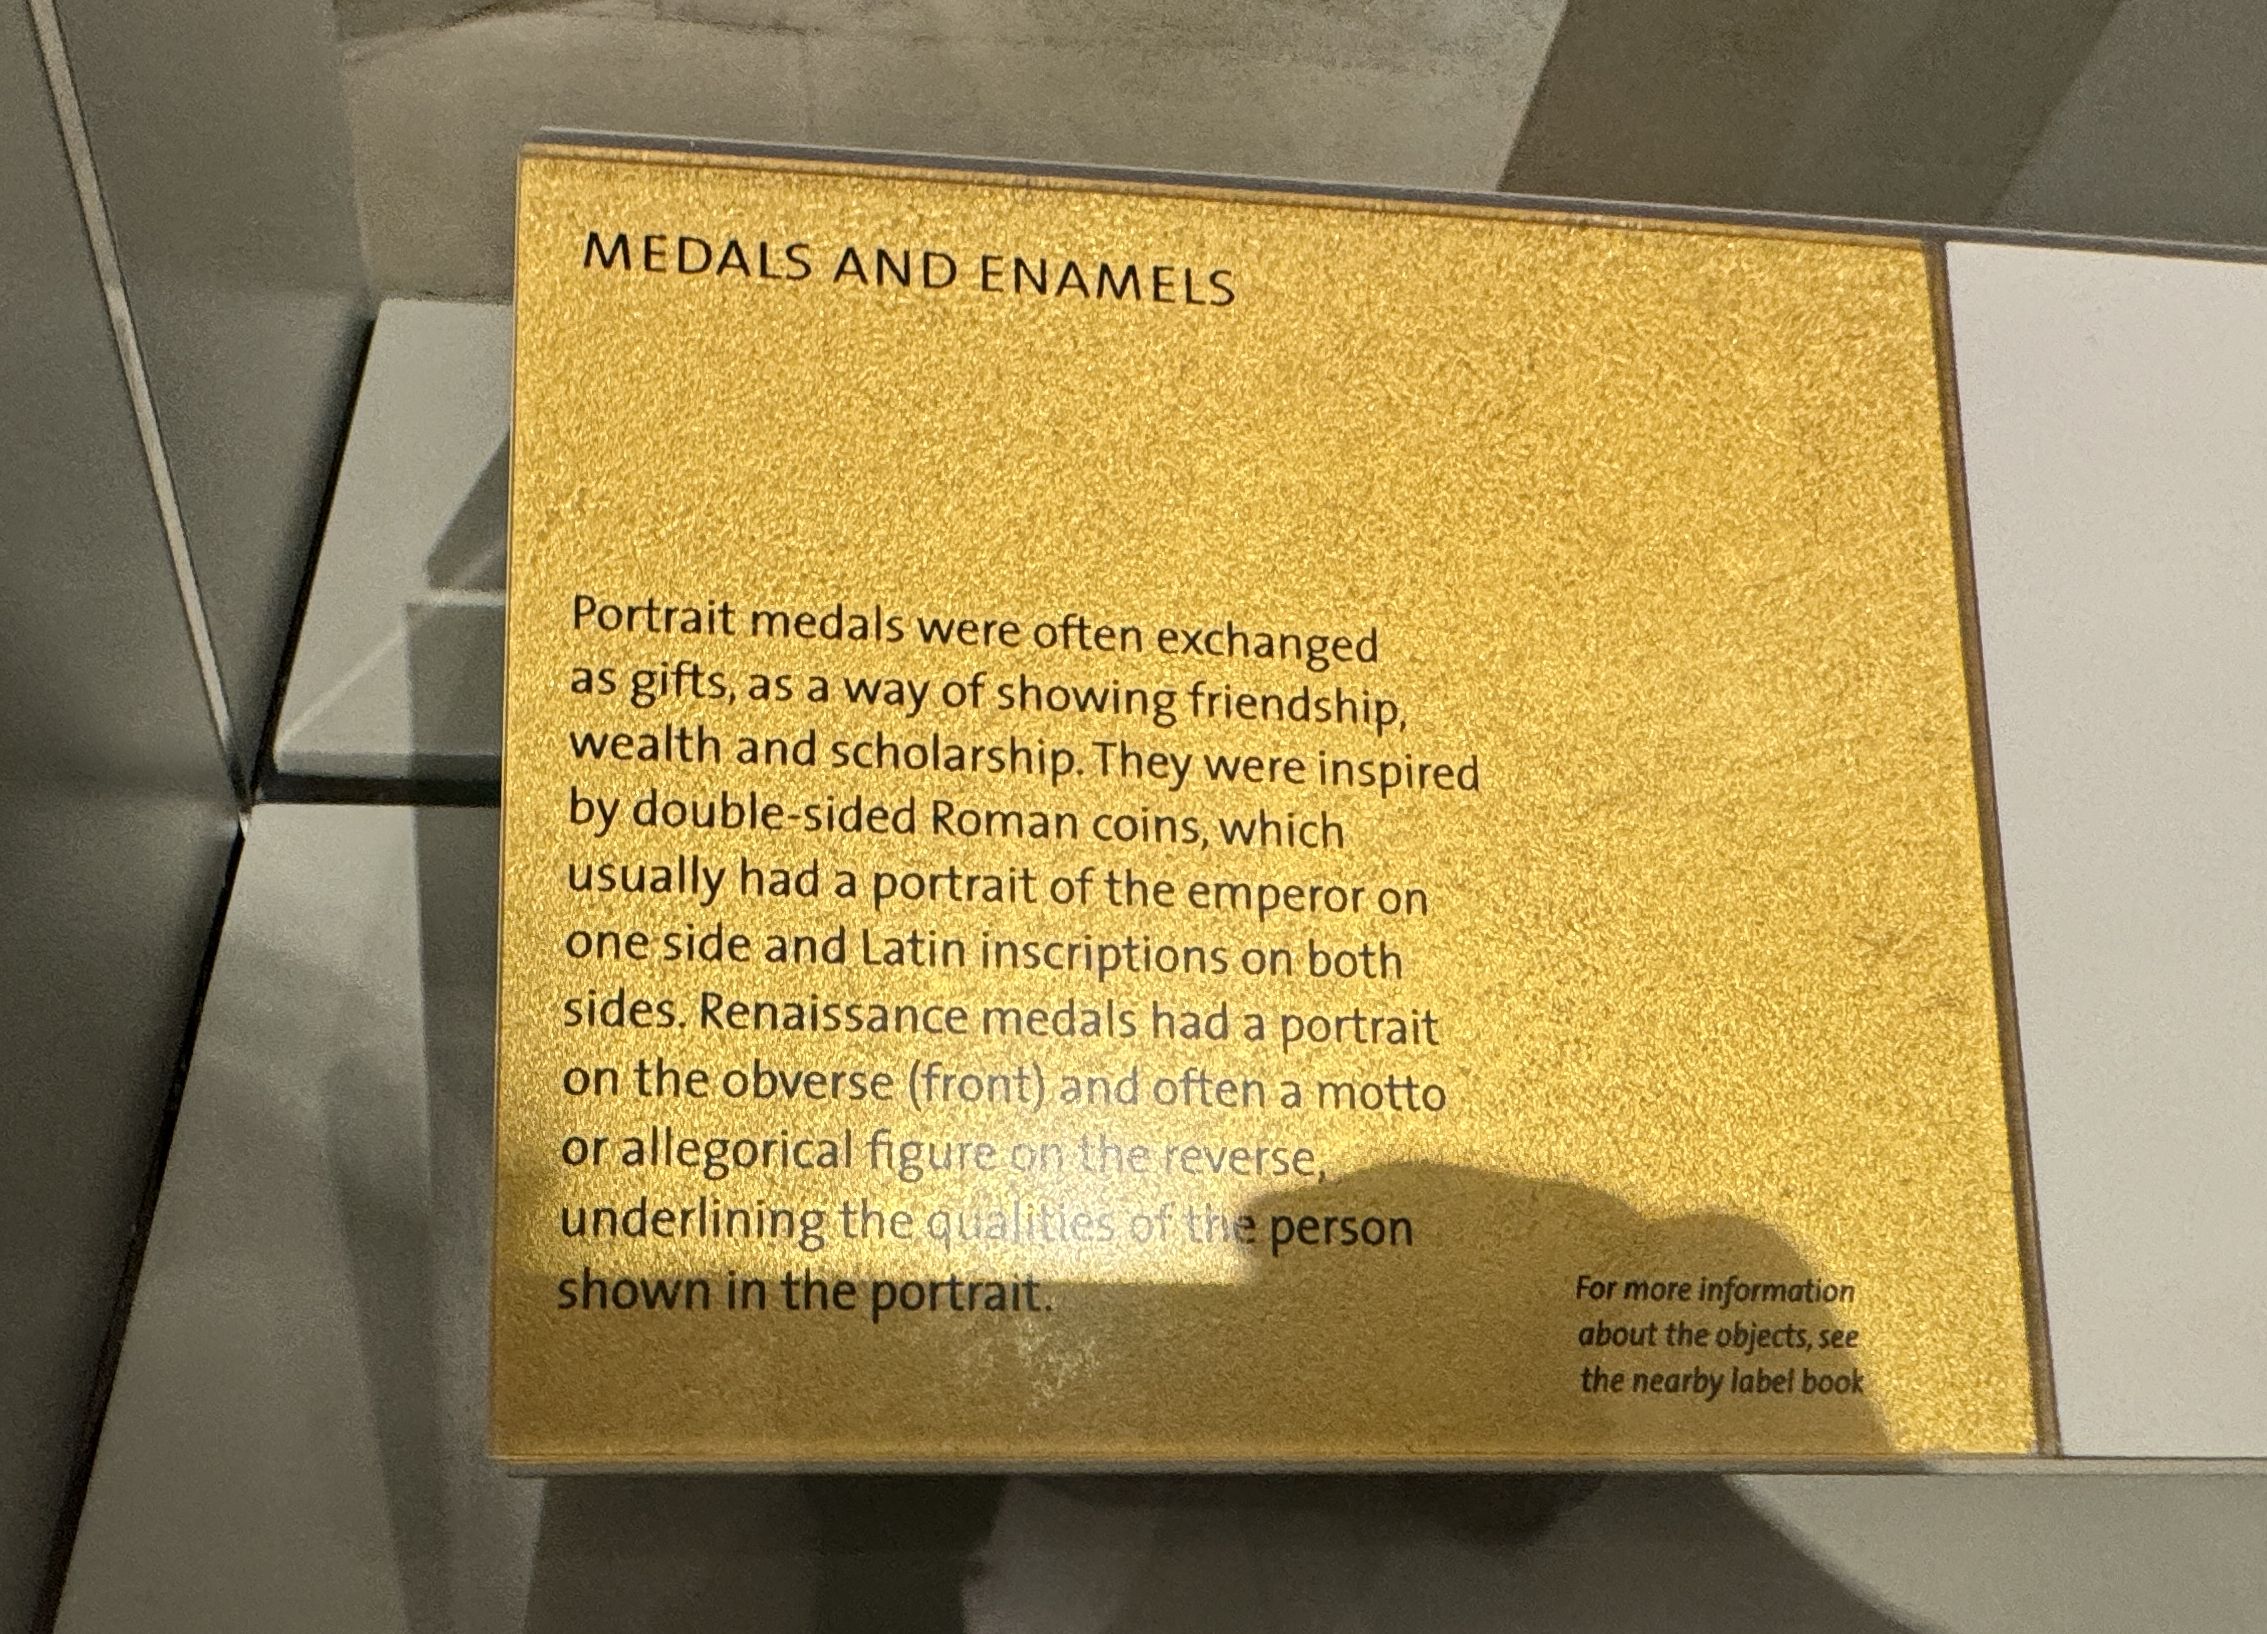 MEDALS AND ENAMELS
Portrait medals were often exchanged
as gifts, as a way of showing friendship,
wealth and scholarship. They were inspired
by double-sided Roman coins, which
usually had a portrait of the emperor on
one side and Latin inscriptions on both
sides. Renaissance medals had a portrait
on the obverse (front) and often a motto
or allegorical figure on the reverse,
underlining the qualities of the person
shown in the portrait.
For more information
about the objects, see
the nearby label book